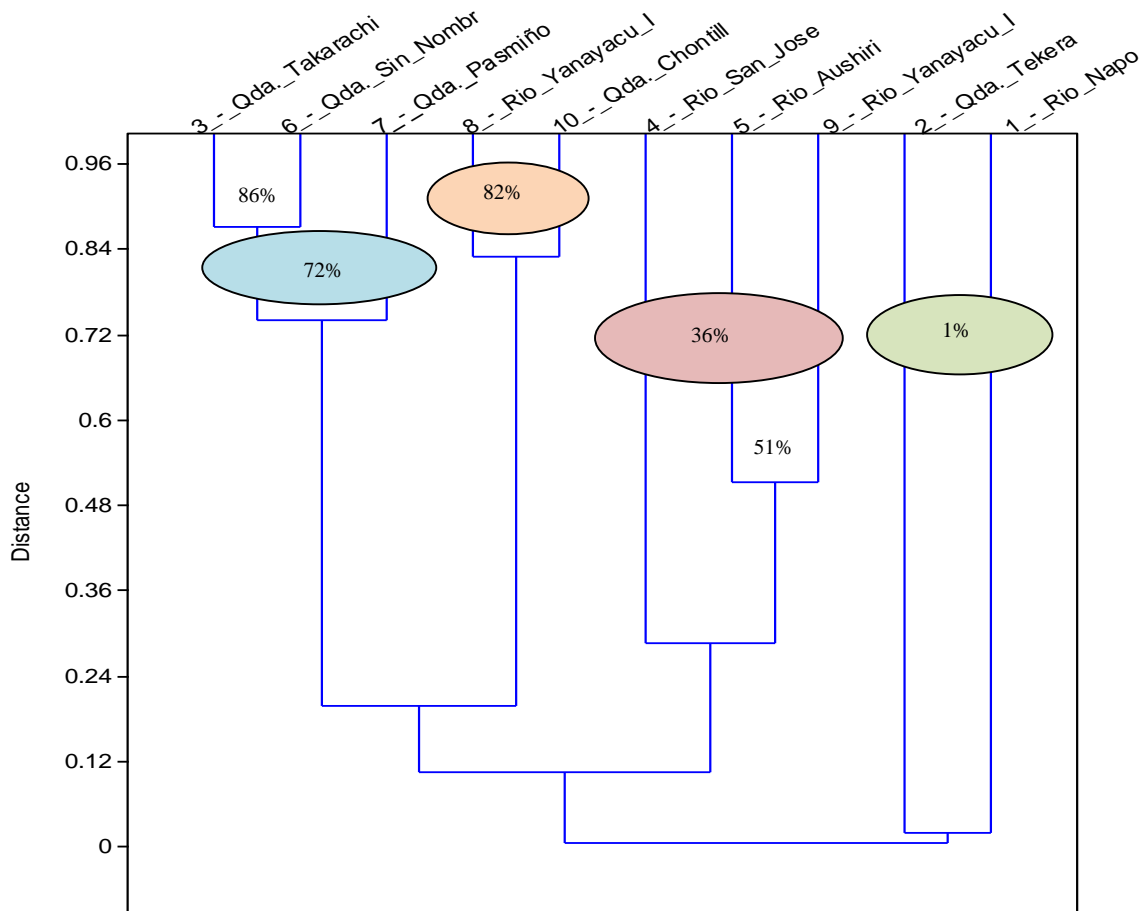 3_-_Qda._Takarachi
6_-_Qda._Sin_Nombr
7_-_Qda._Pasmiño
8_-_Rio_Yanayacu_I
10_-_Qda._Chontill
4_-_Rio_San_Jose
5_-_Rio_Aushiri
9_-_Rio_Yanayacu_I
2_-_Qda._Tekera
1_-_Rio_Napo
0.96
0.84
0.72
0.6
0.48
0.36
0.24
0.12
0
Distance
86%
82%
72%
36%
1%
51%